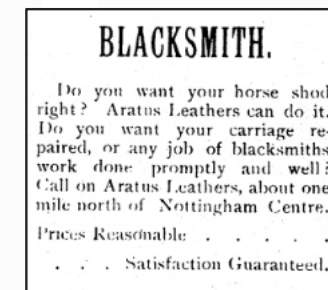 BLACKSMITH.
Do you want your horse shod
right? Aratus Leathers can do it.
Do you want your carriage re-
paired, or any job of blacksmiths
work done promptly and well?
Call on Aratus Leathers, about one
mile north of Nottingham Centre.
Prices Reasonable . . . . .
. . . Satisfaction Guaranteed.